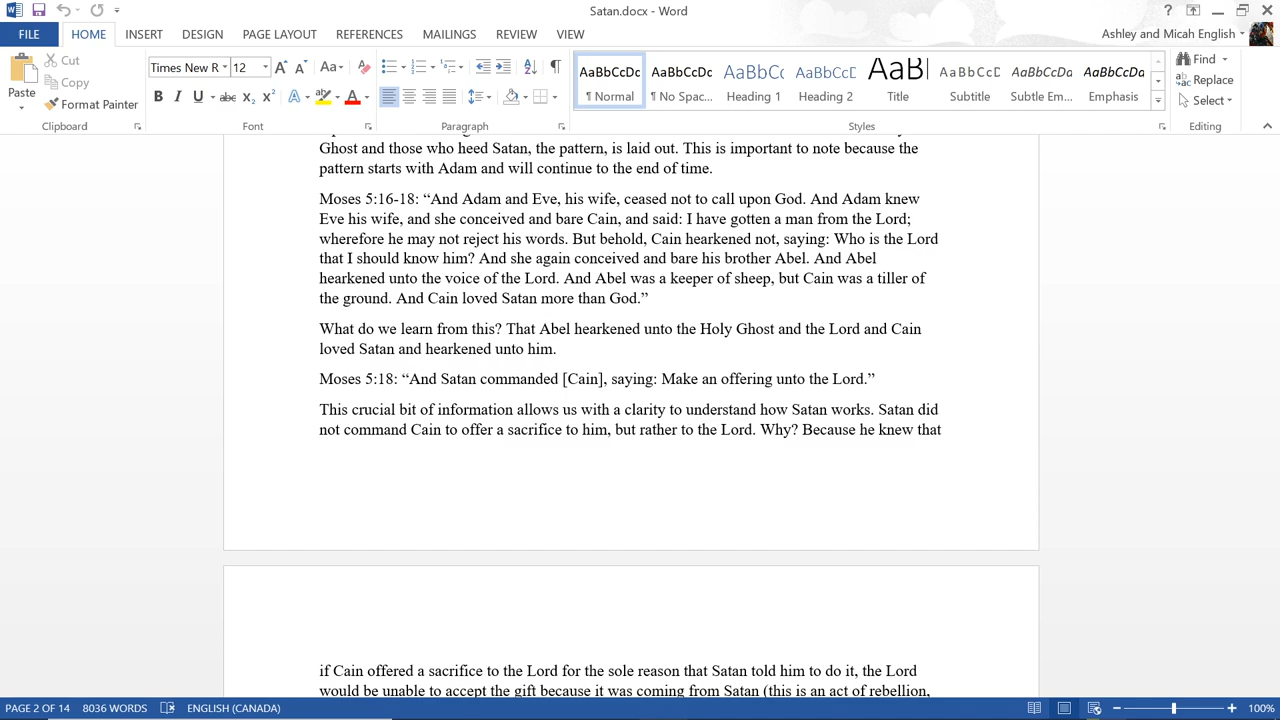 Satan.docx - Word
?
FILE HOME INSERT DESIGN PAGE LAYOUT REFERENCES MAILINGS REVIEW VIEW Ashley and Micah English
Paste
Cut
Copy
Format Painter
Clipboard
Times New R 12
Font
Paragraph
AaBbCcDc AaBbCcDc AaBbCc AaBbCcD AaB AaBbCcD AaBbCcDa AaBbCcDa
¶ Normal ¶ No Spac... Heading 1 Heading 2 Title Subtitle Subtle Em... Emphasis
Styles
Find
Replace
Select
Editing
Ghost and those who heed Satan, the pattern, is laid out. This is important to note because the
pattern starts with Adam and will continue to the end of time.
Moses 5:16-18: “And Adam and Eve, his wife, ceased not to call upon God. And Adam knew
Eve his wife, and she conceived and bare Cain, and said: I have gotten a man from the Lord;
wherefore he may not reject his words. But behold, Cain hearkened not, saying: Who is the Lord
that I should know him? And she again conceived and bare his brother Abel. And Abel
hearkened unto the voice of the Lord. And Abel was a keeper of sheep, but Cain was a tiller of
the ground. And Cain loved Satan more than God.”
What do we learn from this? That Abel hearkened unto the Holy Ghost and the Lord and Cain
loved Satan and hearkened unto him.
Moses 5:18: “And Satan commanded [Cain], saying: Make an offering unto the Lord.”
This crucial bit of information allows us with a clarity to understand how Satan works. Satan did
not command Cain to offer a sacrifice to him, but rather to the Lord. Why? Because he knew that
if Cain offered a sacrifice to the Lord for the sole reason that Satan told him to do it, the Lord
would be unable to accept the gift because it was coming from Satan (this is an act of rebellion,
PAGE 2 OF 14 8036 WORDS ENGLISH (CANADA) 100%